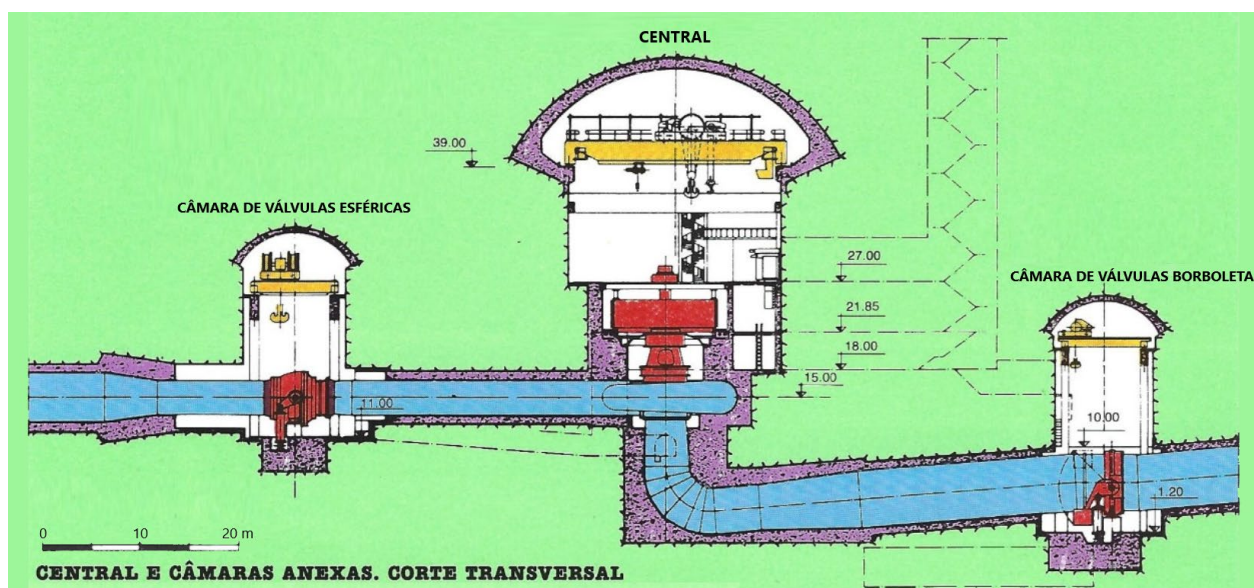 CENTRAL
39.00
CÂMARA DE VÁLVULAS ESFÉRICAS
27.00
CÂMARA DE VÁLVULAS BORBOLETA
21.85
18.00
15.00
11.00
10.00
1.20
0 10 20 m
CENTRAL E CÂMARAS ANEXAS. CORTE TRANSVERSAL